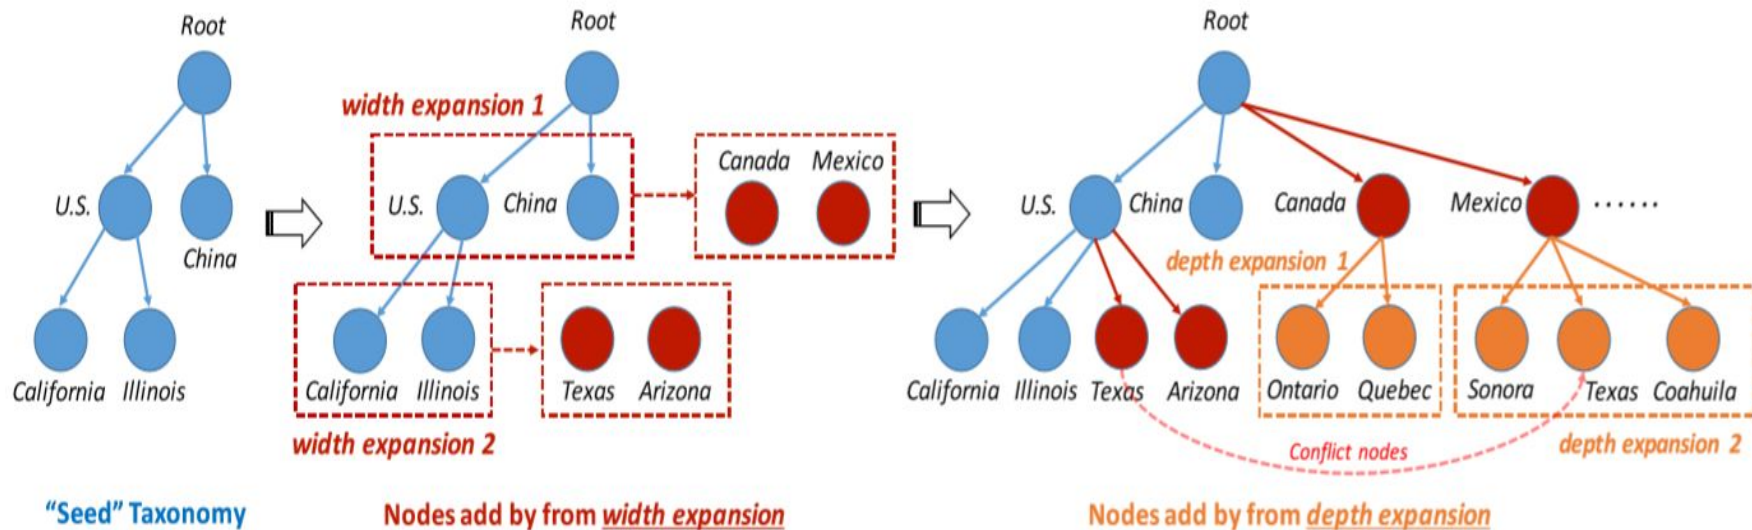 Root
U.S.
China
California Illinois
"Seed" Taxonomy
Root
width expansion 1
U.S. China
Canada Mexico
California Illinois
Texas Arizona
width expansion 2
Nodes add by from width expansion
Root
U.S. China Canada Mexico ......
depth expansion 1
California Illinois Texas Arizona Ontario Quebec Sonora Texas Coahuila
Conflict nodes
depth expansion 2
Nodes add by from depth expansion